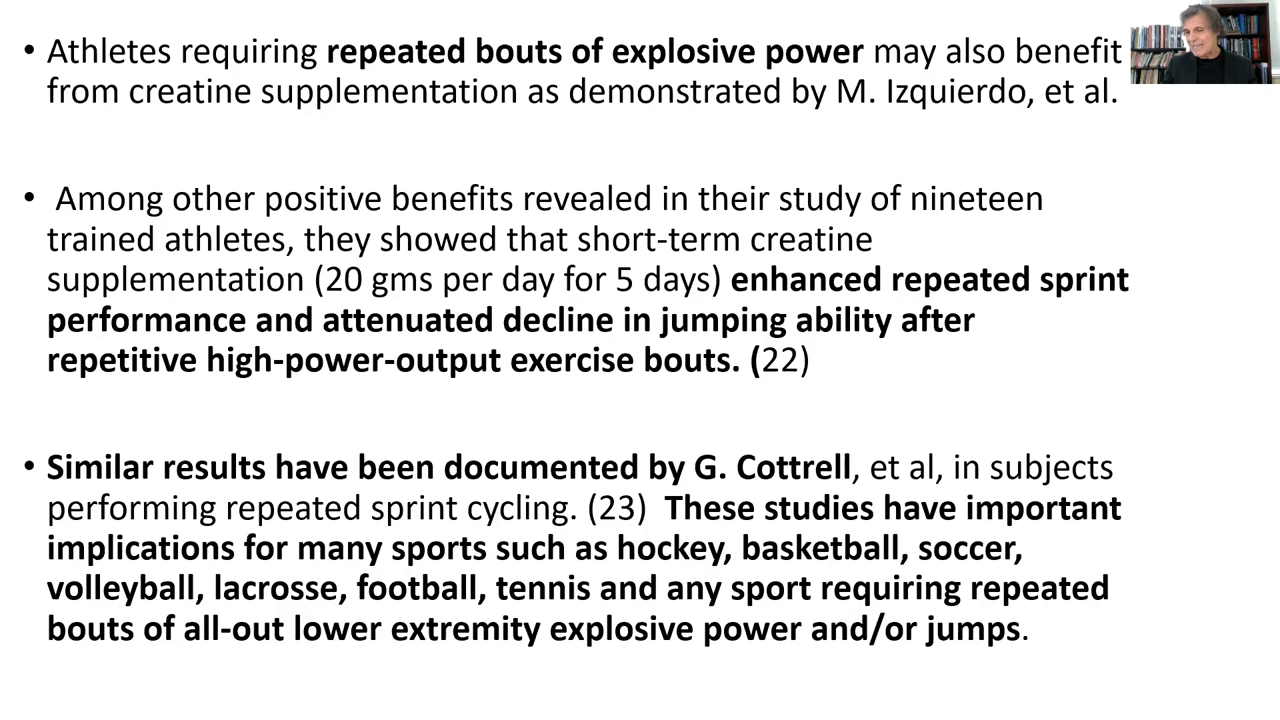 • Athletes requiring repeated bouts of explosive power may also benefit
from creatine supplementation as demonstrated by M. Izquierdo, et al.
• Among other positive benefits revealed in their study of nineteen
trained athletes, they showed that short-term creatine
supplementation (20 gms per day for 5 days) enhanced repeated sprint
performance and attenuated decline in jumping ability after
repetitive high-power-output exercise bouts. (22)
• Similar results have been documented by G. Cottrell, et al, in subjects
performing repeated sprint cycling. (23) These studies have important
implications for many sports such as hockey, basketball, soccer,
volleyball, lacrosse, football, tennis and any sport requiring repeated
bouts of all-out lower extremity explosive power and/or jumps.